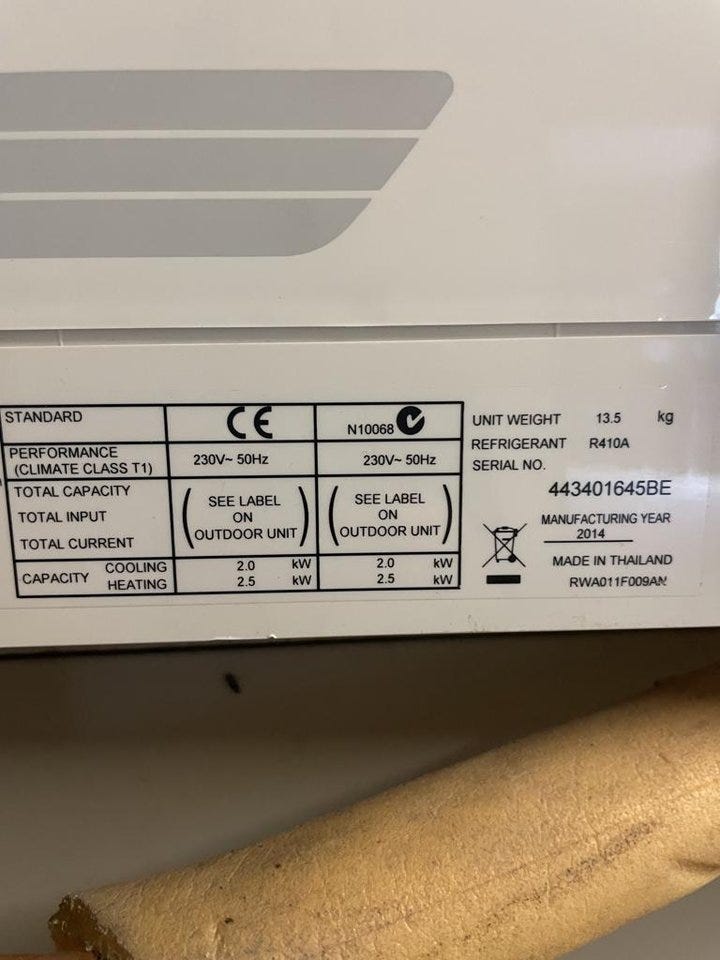 STANDARD CE N10068
PERFORMANCE
(CLIMATE CLASS T1) 230V~ 50Hz 230V~ 50Hz
TOTAL CAPACITY
TOTAL INPUT
TOTAL CURRENT
(SEE LABEL
ON
OUTDOOR UNIT)
(SEE LABEL
ON
OUTDOOR UNIT)
CAPACITY COOLING 2.0 kW 2.0 kW
HEATING 2.5 kW 2.5 kW
UNIT WEIGHT 13.5 kg
REFRIGERANT R410A
SERIAL NO.
443401645BE
MANUFACTURING YEAR
2014
MADE IN THAILAND
RWA011F009AN